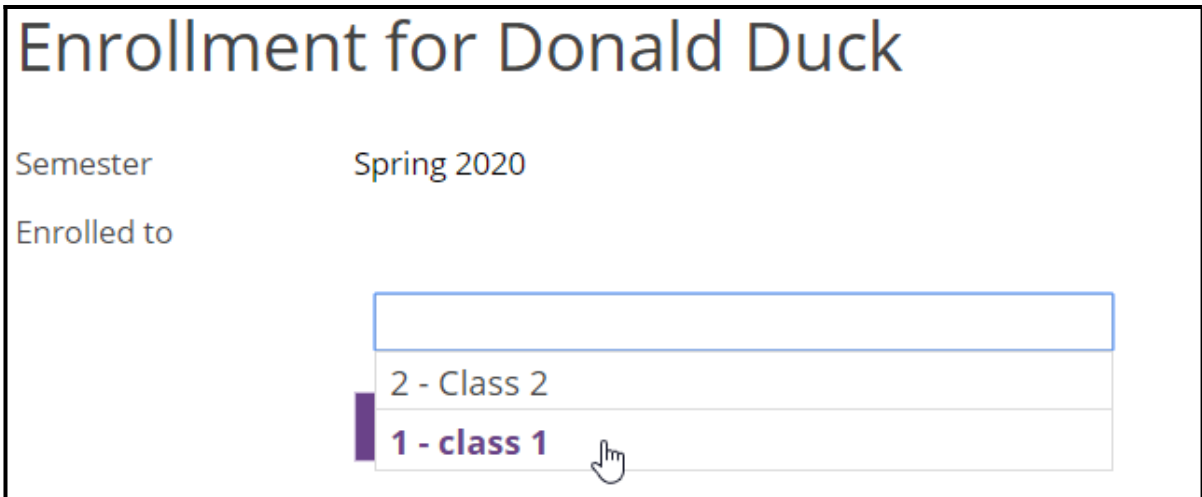 Enrollment for Donald Duck
Semester Spring 2020
Enrolled to
2 - Class 2
1 - class 1